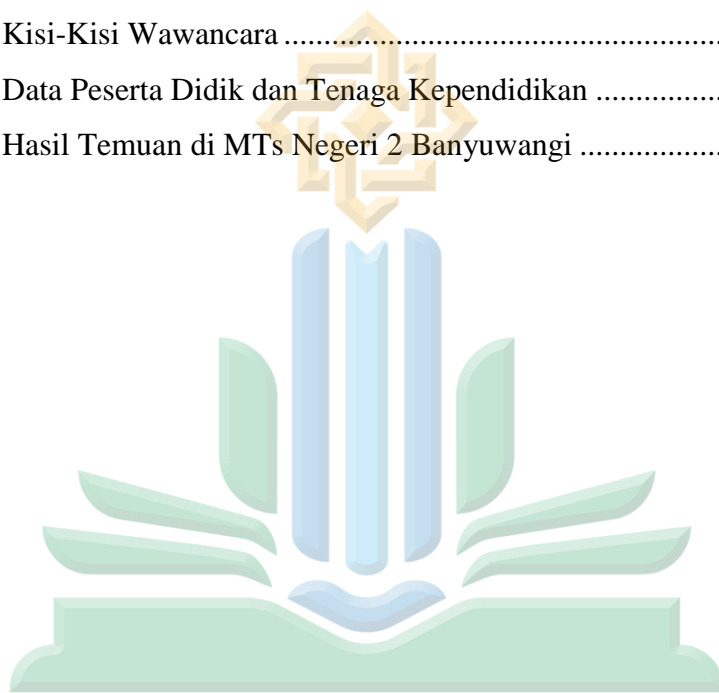 Kisi-Kisi Wawancara .......................................................
Data Peserta Didik dan Tenaga Kependidikan ................
Hasil Temuan di MTs Negeri 2 Banyuwangi ..................